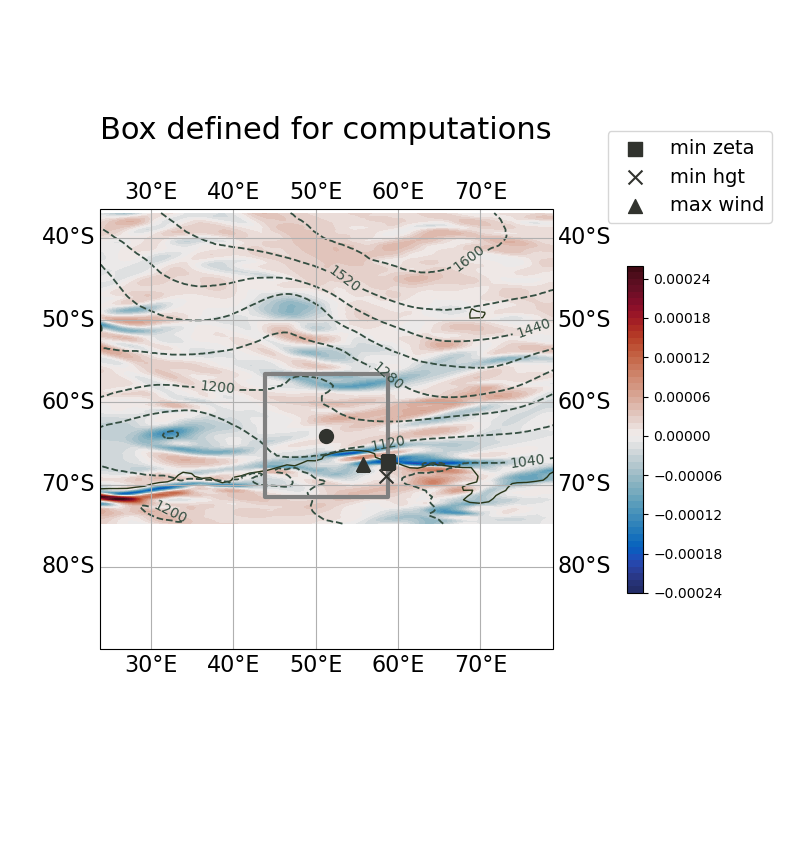 Box defined for computations
min zeta
min hgt
max wind
30°E 40°E 50°E 60°E 70°E
40°S 40°S
50°S 50°S
60°S 60°S
70°S 70°S
80°S 80°S
30°E 40°E 50°E 60°E 70°E
1600
1520
1440
1280
1200
1120
1040
1200
0.00024
0.00018
0.00012
0.00006
0.00000
−0.00006
−0.00012
−0.00018
−0.00024